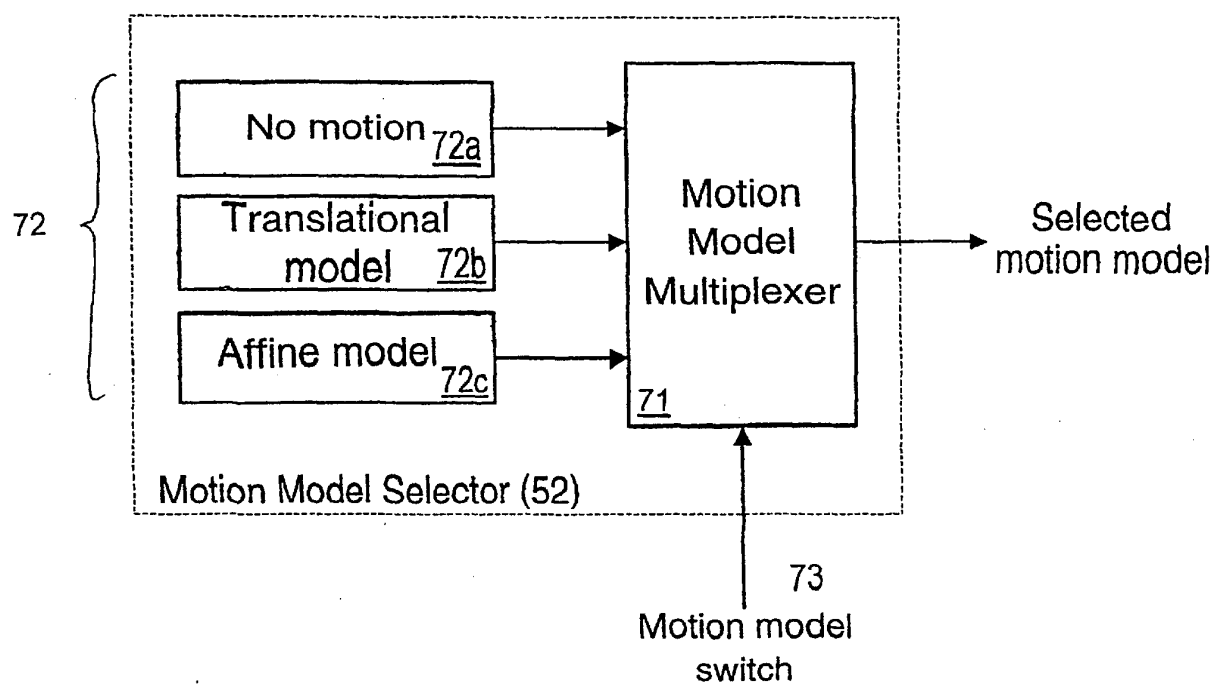 72
No motion 72a
Translational
model 72b
Affine model 72c
Motion
Model
Multiplexer
71
Selected
motion model
Motion Model Selector (52)
73
Motion model
switch